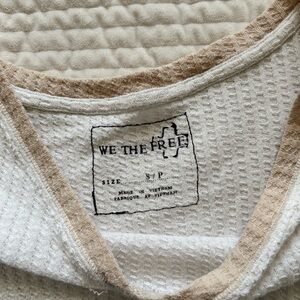 WE THE FREE
SIZE S/P
MADE IN VIETNAM
FABRIQUE AU VIETNAM